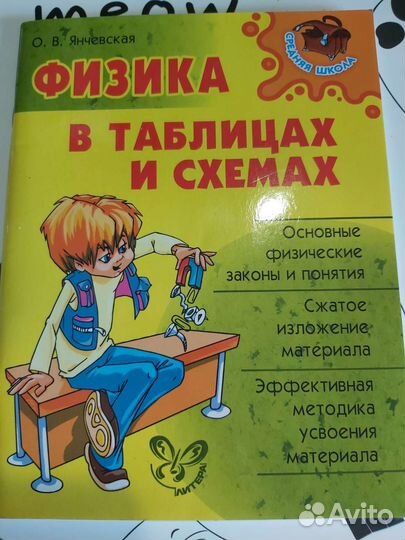 meow
О. В. Янчевская
СРЕДНЯЯ ШКОЛА
ФИЗИКА
В ТАБЛИЦАХ
И СХЕМАХ
Основные
физические
законы и понятия
Сжатое
изложение
материала
Эффективная
методика
усвоения
материала
ЛИТЕРА
Avito